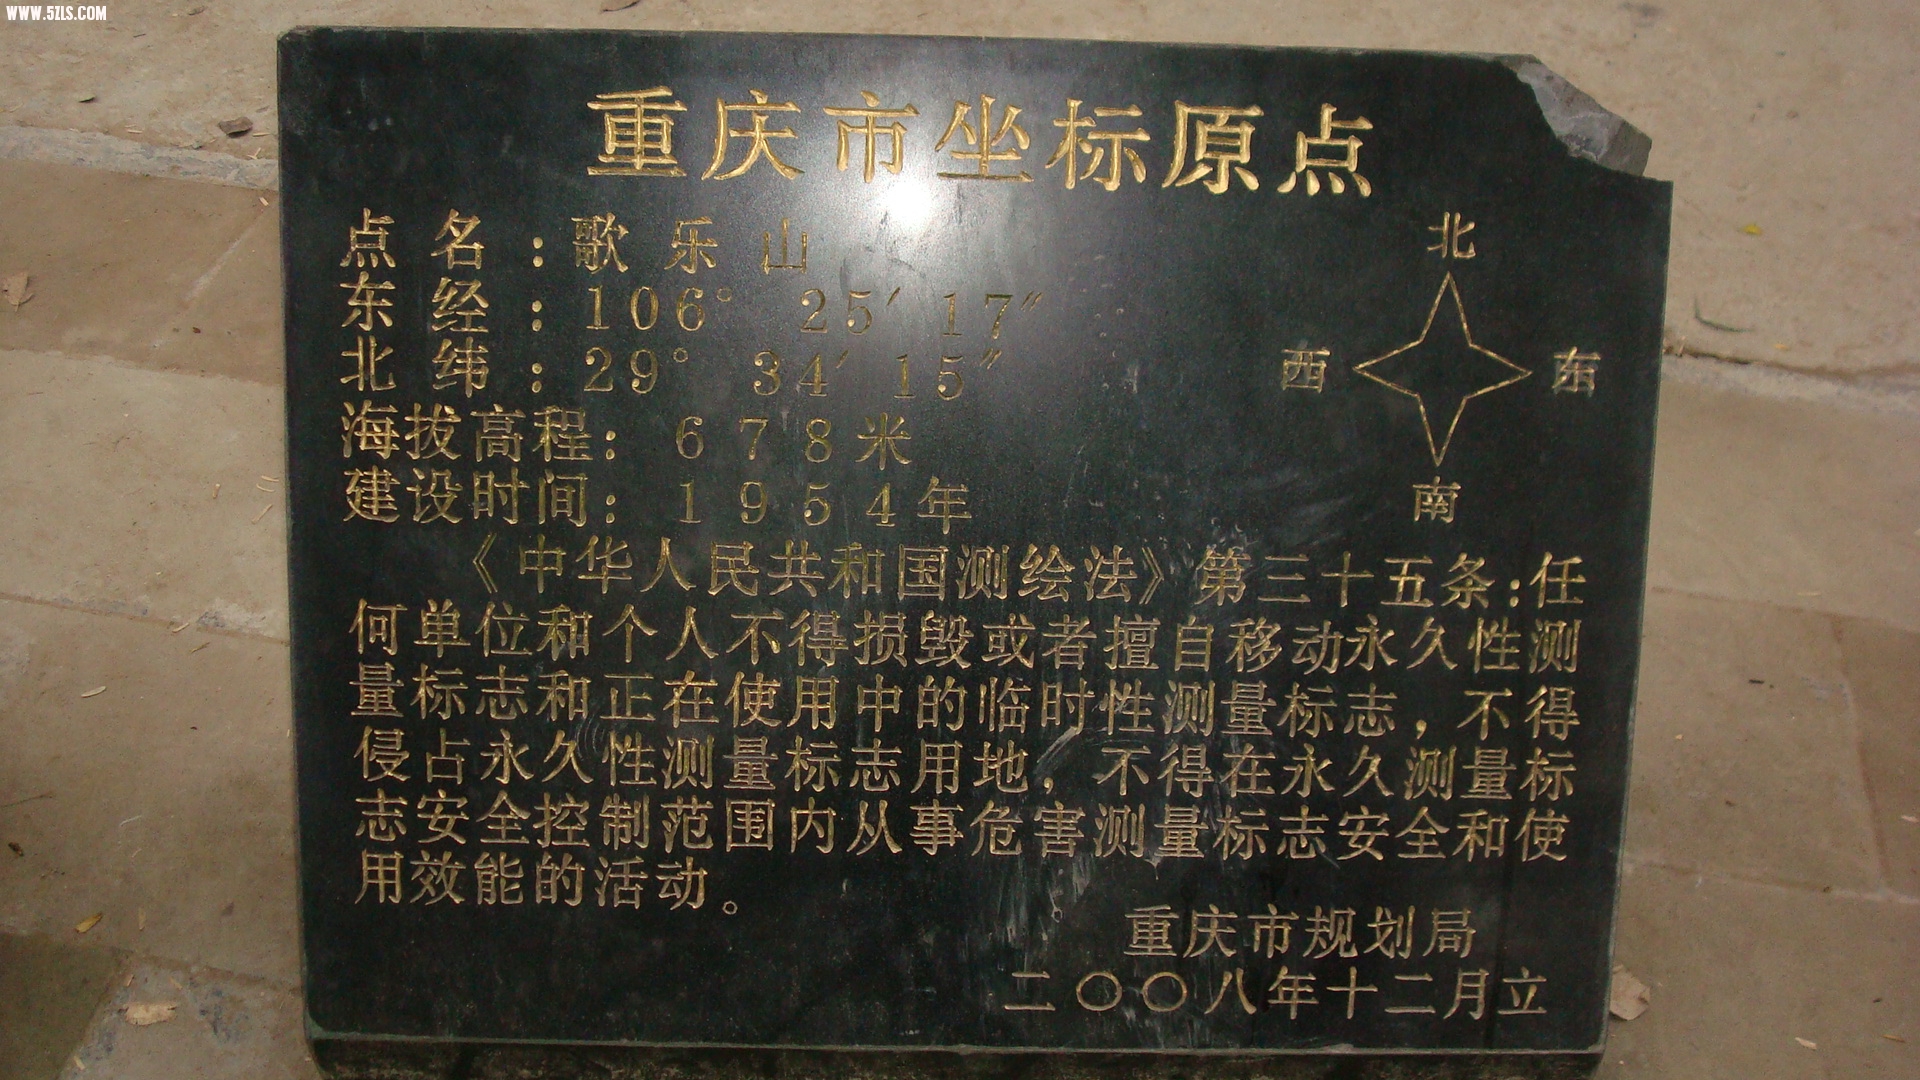 WWW.5ZLS.COM
重庆市坐标原点
点名：歌乐山
东经：106° 25′ 17″
北纬：29° 34′ 15″
海拔高程：678米
建设时间：1954年
北
西 东
南
《中华人民共和国测绘法》第三十五条：任
何单位和个人不得损毁或者擅自移动永久性测
量标志和正在使用中的临时性测量标志，不得
侵占永久性测量标志用地，不得在永久测量标
志安全控制范围内从事危害测量标志安全和使
用效能的活动。
重庆市规划局
二〇〇八年十二月立